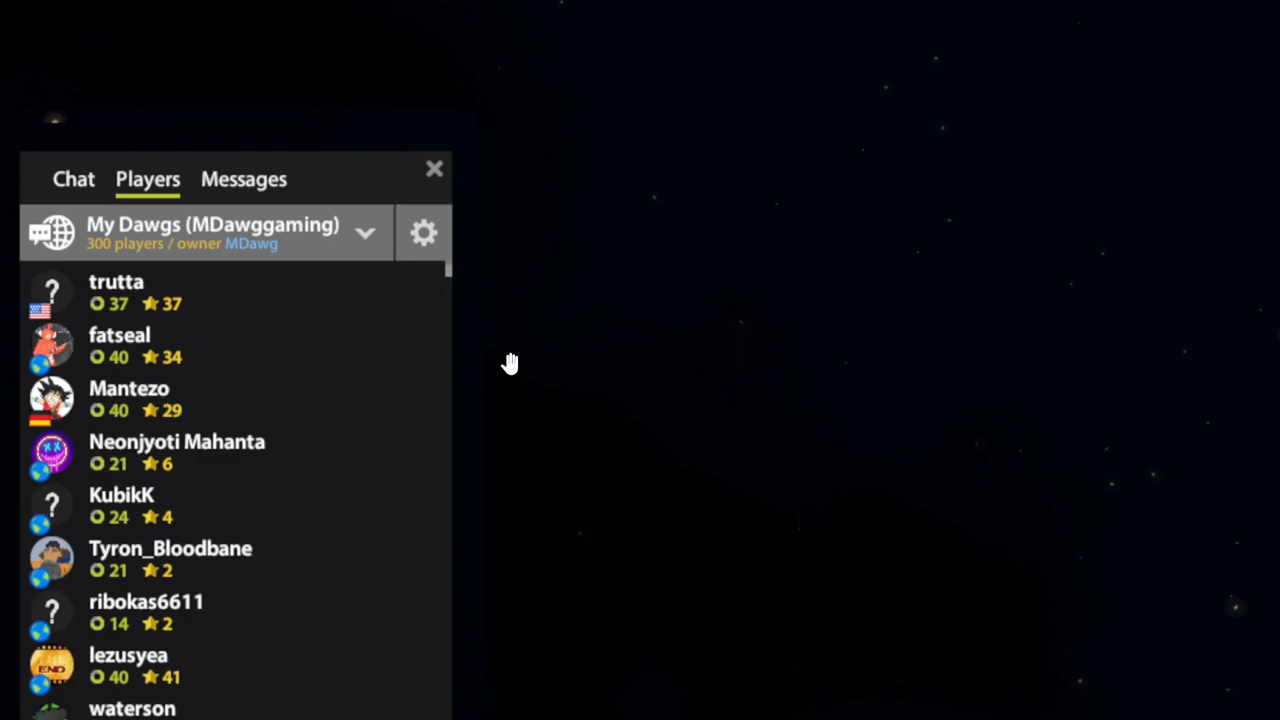 Chat Players Messages
My Dawgs (MDawggaming)
300 players / owner MDawg
trutta
37 37
fatseal
40 34
Mantezo
40 29
Neonjyoti Mahanta
21 6
KubikK
24 4
Tyron_Bloodbane
21 2
ribokas6611
14 2
END
lezusyea
40 41
waterson